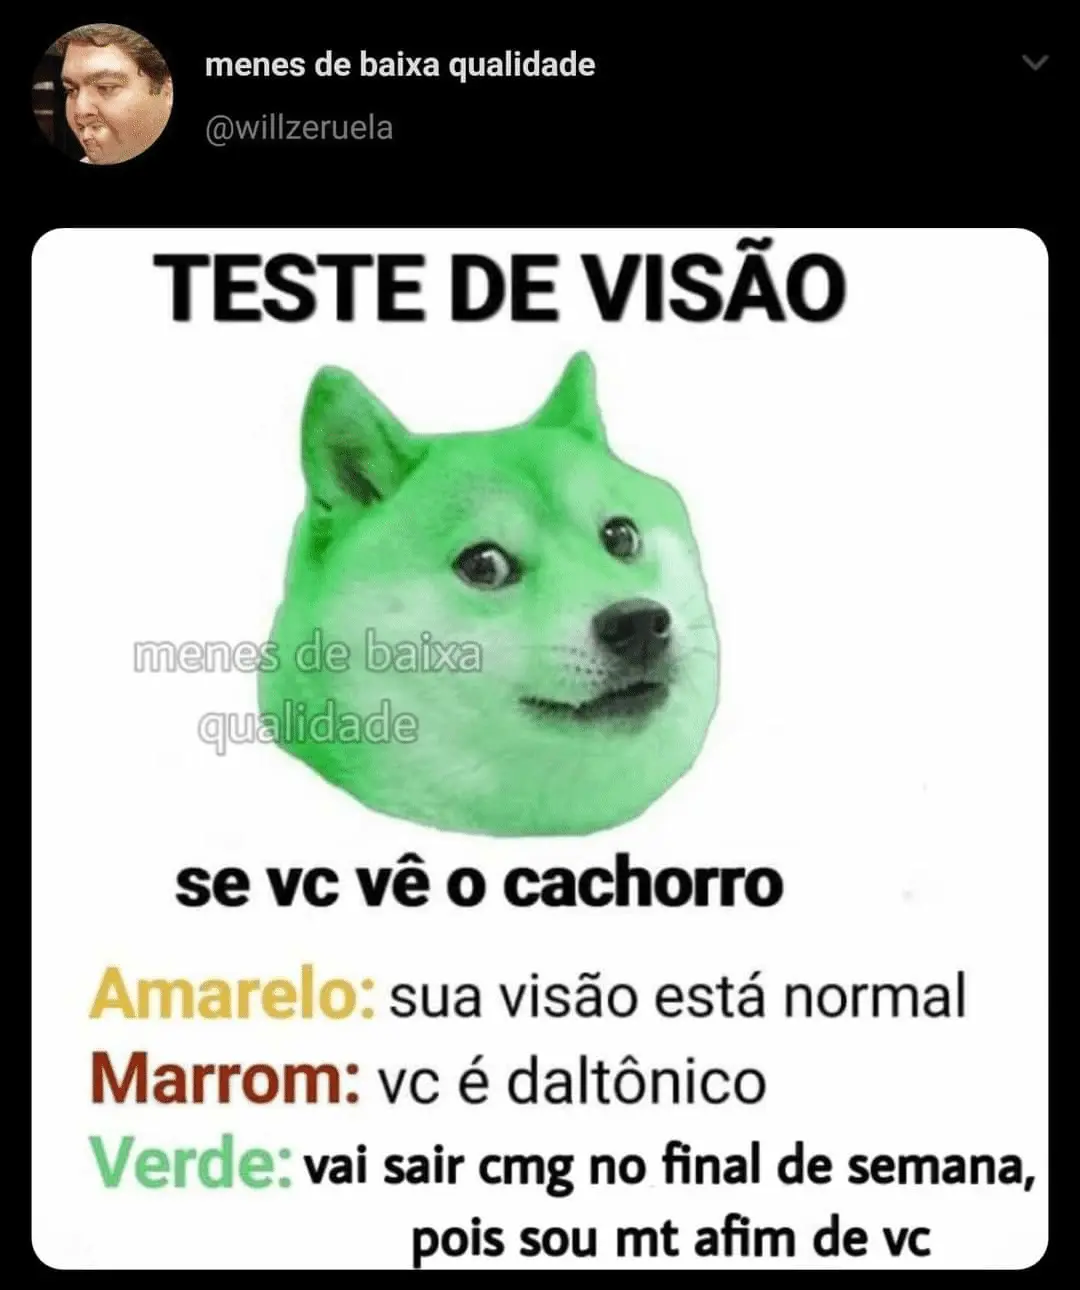 menes de baixa qualidade
@willzeruela
TESTE DE VISÃO
menes de baixa
qualidade
se vc vê o cachorro
Amarelo: sua visão está normal
Marrom: vc é daltônico
Verde: vai sair cmg no final de semana,
pois sou mt afim de vc